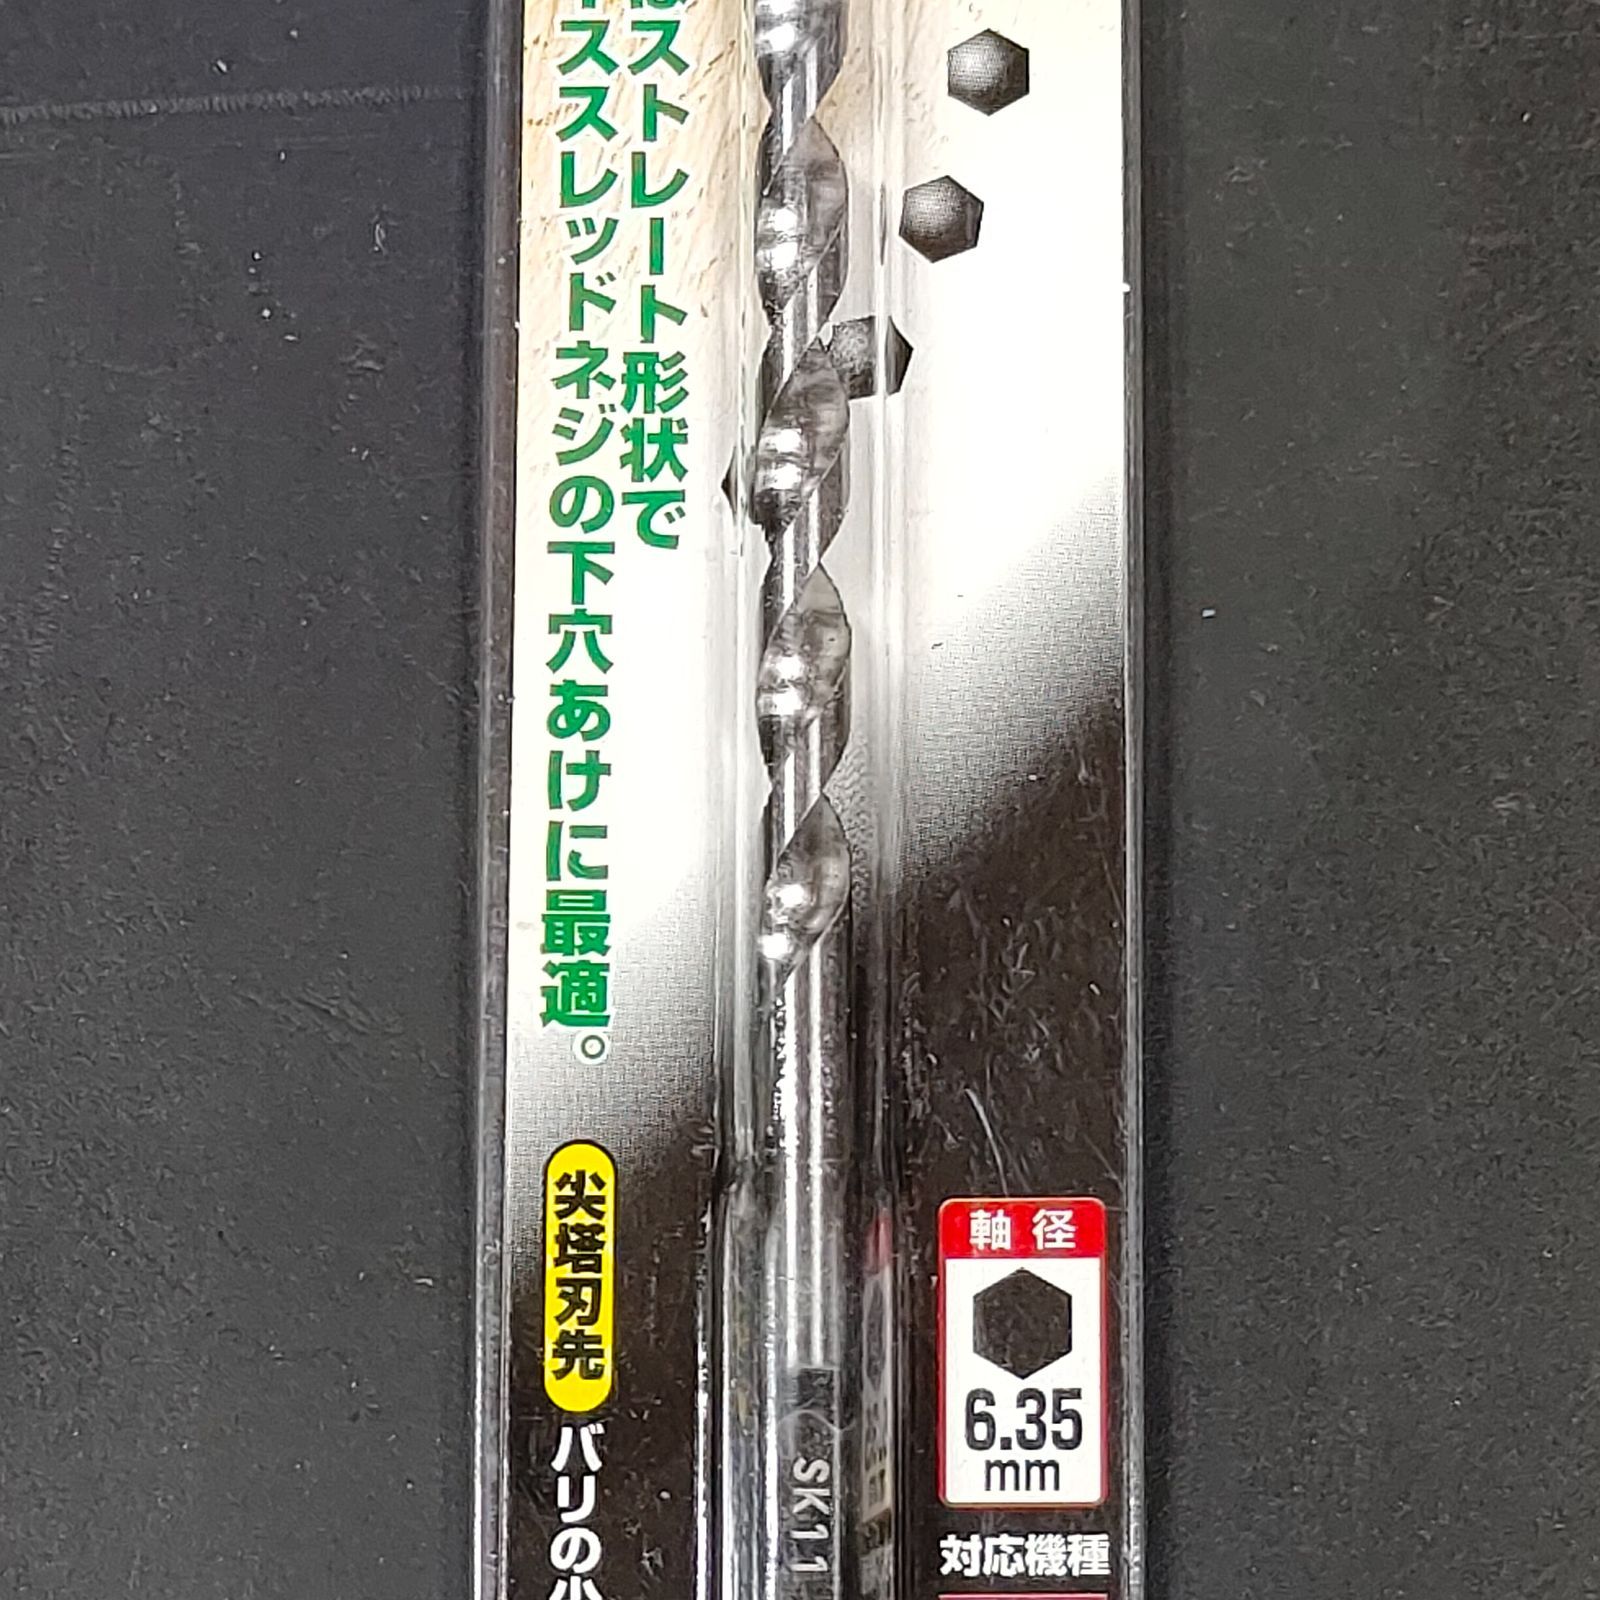 ストレート形状で
ススレッドネジの下穴あけに最適。
尖塔刃先
バリの
軸径
6.35
mm
対応機種
SK11